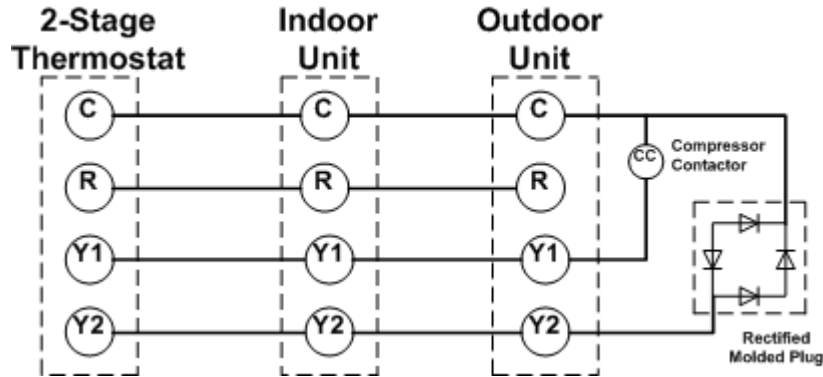 2-Stage Thermostat
Indoor Unit
Outdoor Unit
C C C
CC Compressor Contactor
R R R
Y1 Y1 Y1
Y2 Y2 Y2
Rectified Molded Plug